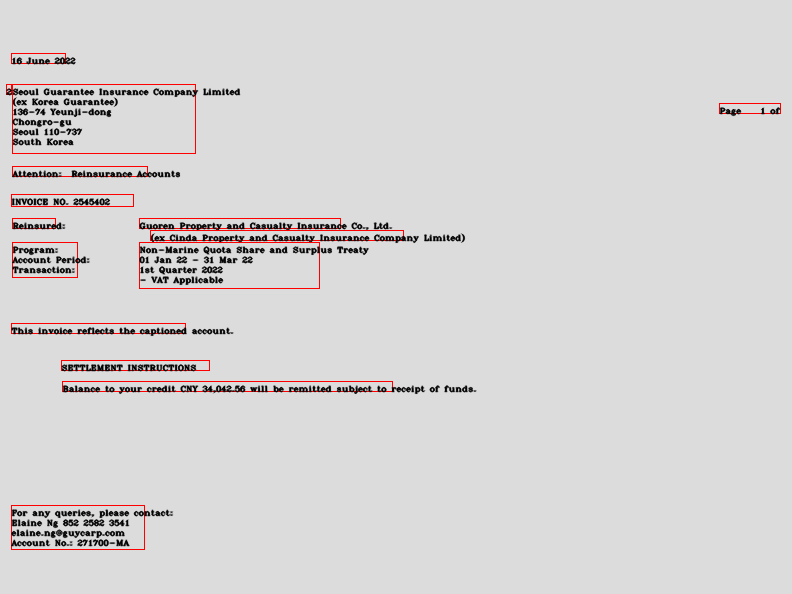 16 June 2022
2
Seoul Guarantee Insurance Company Limited
(ex Korea Guarantee)
136-74 Yeunji-dong
Page 1 of
Chongro-gu
Seoul 110-737
South Korea
Attention: Reinsurance Accounts
INVOICE NO. 2545402
Reinsured: Guoren Property and Casualty Insurance Co., Ltd.
(ex Cinda Property and Casualty Insurance Company Limited)
Program: Non-Marine Quota Share and Surplus Treaty
Account Period: 01 Jan 22 - 31 Mar 22
Transaction: 1st Quarter 2022
- VAT Applicable
This invoice reflects the captioned account.
SETTLEMENT INSTRUCTIONS
Balance to your credit CNY 34,042.56 will be remitted subject to receipt of funds.
For any queries, please contact:
Elaine Ng 852 2582 3541
elaine.ng@guycarp.com
Account No.: 271700-MA